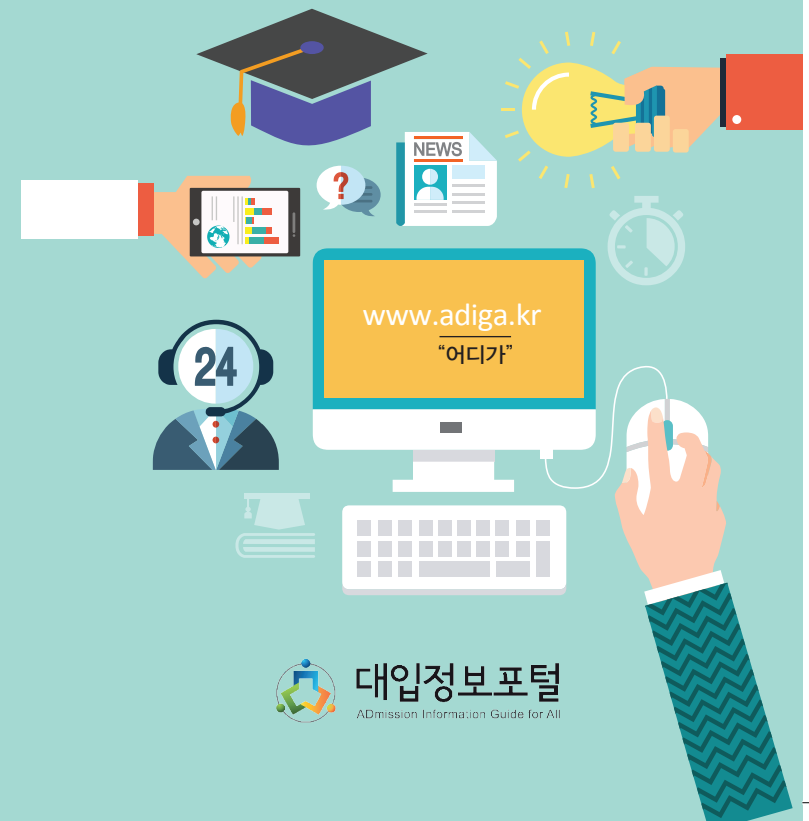 NEWS
?
www.adiga.kr
“어디가”
24
대입정보포털
ADmission Information Guide for All